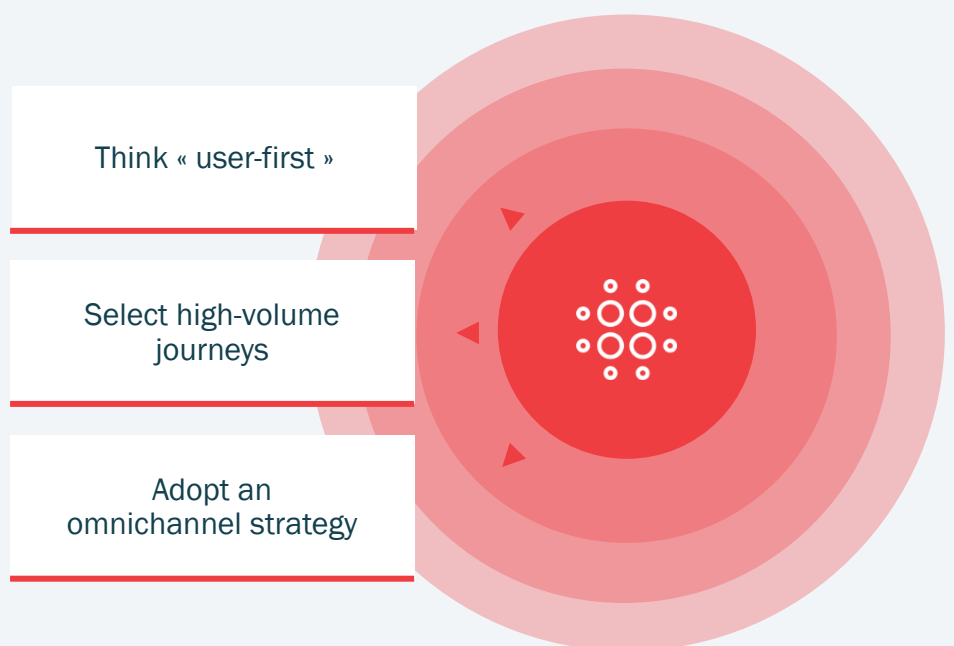 Think « user-first »
Select high-volume
journeys
Adopt an
omnichannel strategy